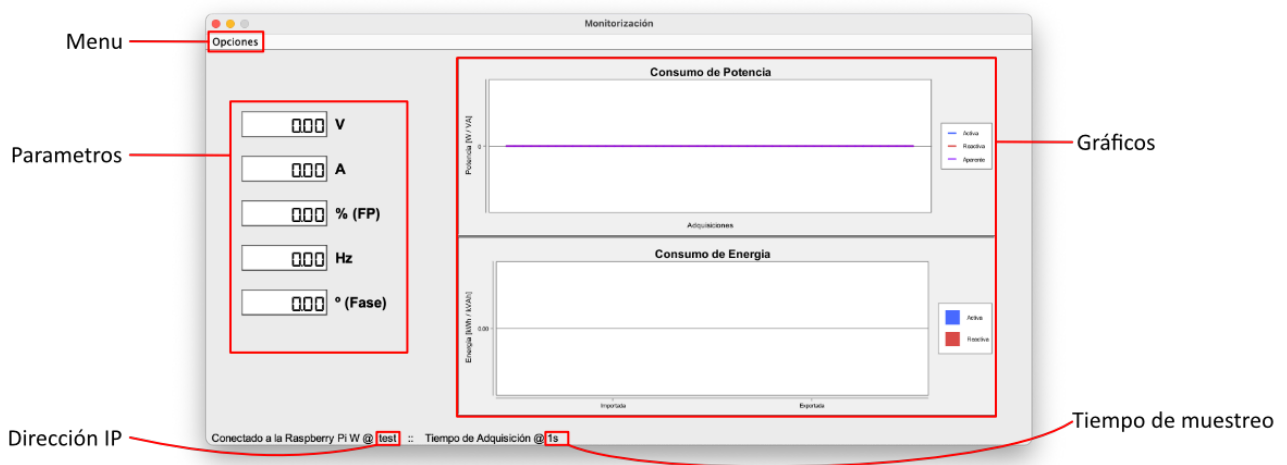 Monitorización
Menu
Opciones
Consumo de Potencia
Potencia [W / VA]
0
Activa
Reactiva
Aparente
Adquisiciones
Gráficos
Parametros
0.00 V
0.00 A
0.00 % (FP)
0.00 Hz
0.00 º (Fase)
Consumo de Energia
Energia [kWh / kVAh]
0.00
Activa
Reactiva
Importada
Exportada
Tiempo de muestreo
Dirección IP
Conectado a la Raspberry Pi W @ test :: Tiempo de Adquisición @ 1s